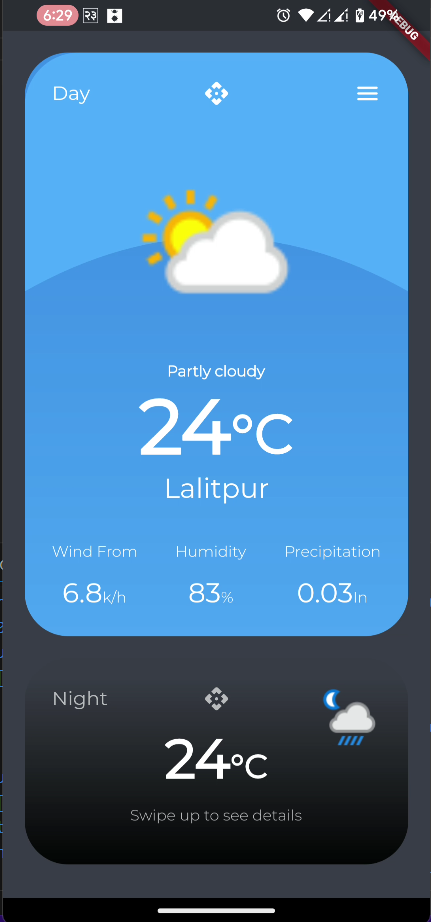 6:29 २३ 49%
DEBUG
Day
Partly cloudy
24°C
Lalitpur
Wind From Humidity Precipitation
6.8k/h 83% 0.03In
Night
24°C
Swipe up to see details